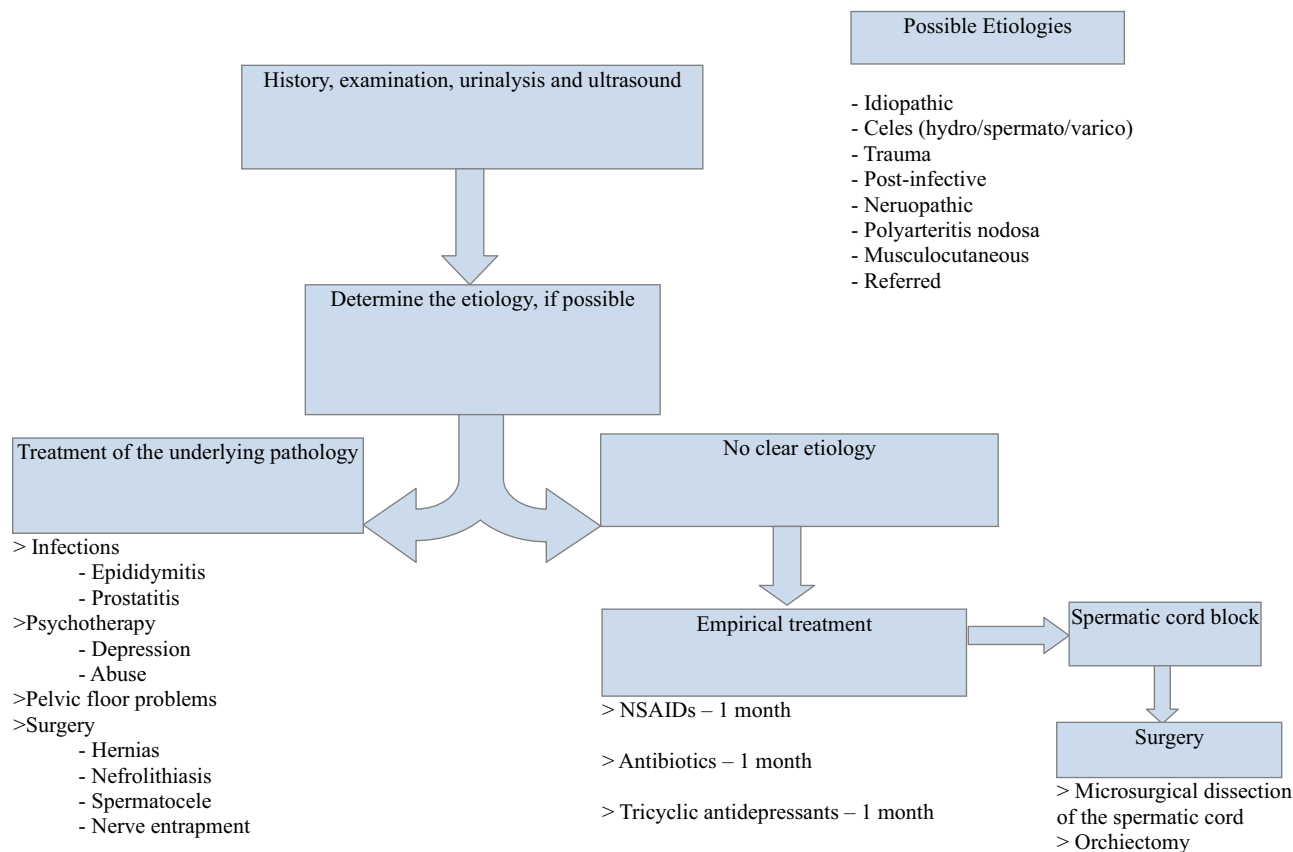 Possible Etiologies
- Idiopathic
- Celes (hydro/spermato/varico)
- Trauma
- Post-infective
- Neruopathic
- Polyarteritis nodosa
- Musculocutaneous
- Referred
History, examination, urinalysis and ultrasound
Determine the etiology, if possible
Treatment of the underlying pathology
> Infections
- Epididymitis
- Prostatitis
>Psychotherapy
- Depression
- Abuse
>Pelvic floor problems
>Surgery
- Hernias
- Nefrolithiasis
- Spermatocele
- Nerve entrapment
No clear etiology
Empirical treatment
> NSAIDs – 1 month
> Antibiotics – 1 month
> Tricyclic antidepressants – 1 month
Spermatic cord block
Surgery
> Microsurgical dissection
of the spermatic cord
> Orchiectomy